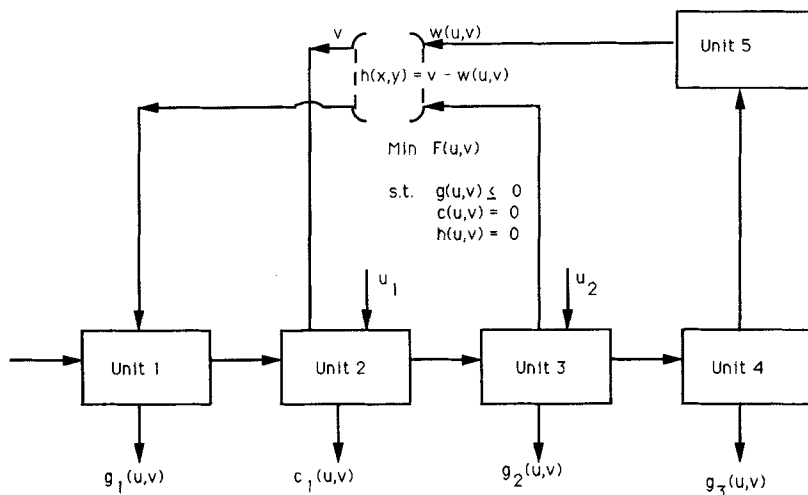 v
w(u,v)
Unit 5
h(x,y) = v - w(u,v)
Min F(u,v)
s.t. g(u,v) ≤ 0
c(u,v) = 0
h(u,v) = 0
u₁
u₂
Unit 1
Unit 2
Unit 3
Unit 4
g₁(u,v)
c₁(u,v)
g₂(u,v)
g₃(u,v)